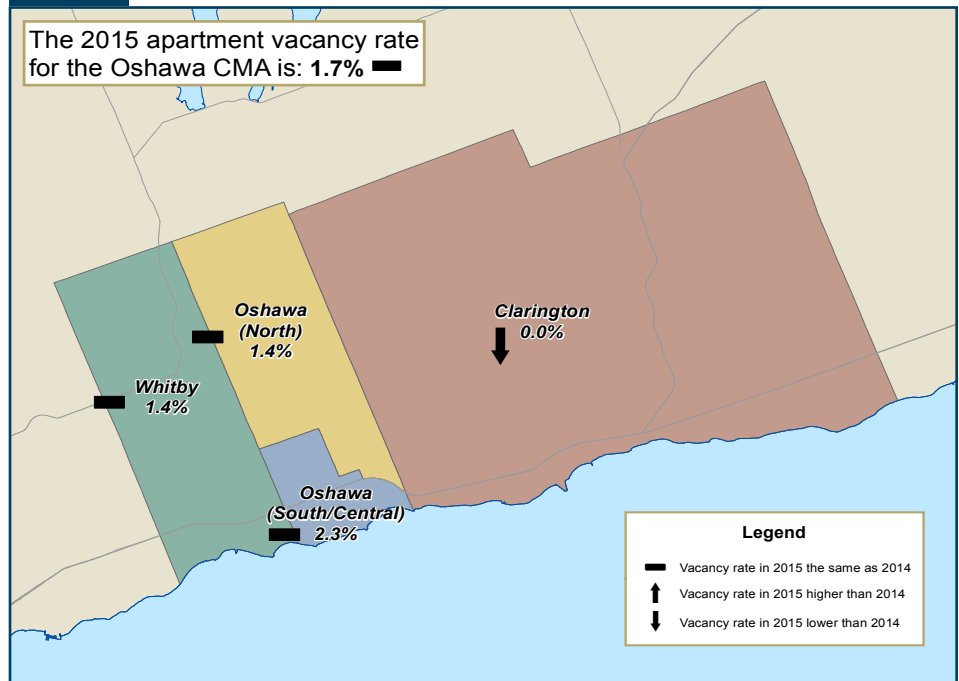 The 2015 apartment vacancy rate
for the Oshawa CMA is: 1.7%
Oshawa
(North)
1.4%
Clarington
0.0%
Whitby
1.4%
Oshawa
(South/Central)
2.3%
Legend
Vacancy rate in 2015 the same as 2014
Vacancy rate in 2015 higher than 2014
Vacancy rate in 2015 lower than 2014